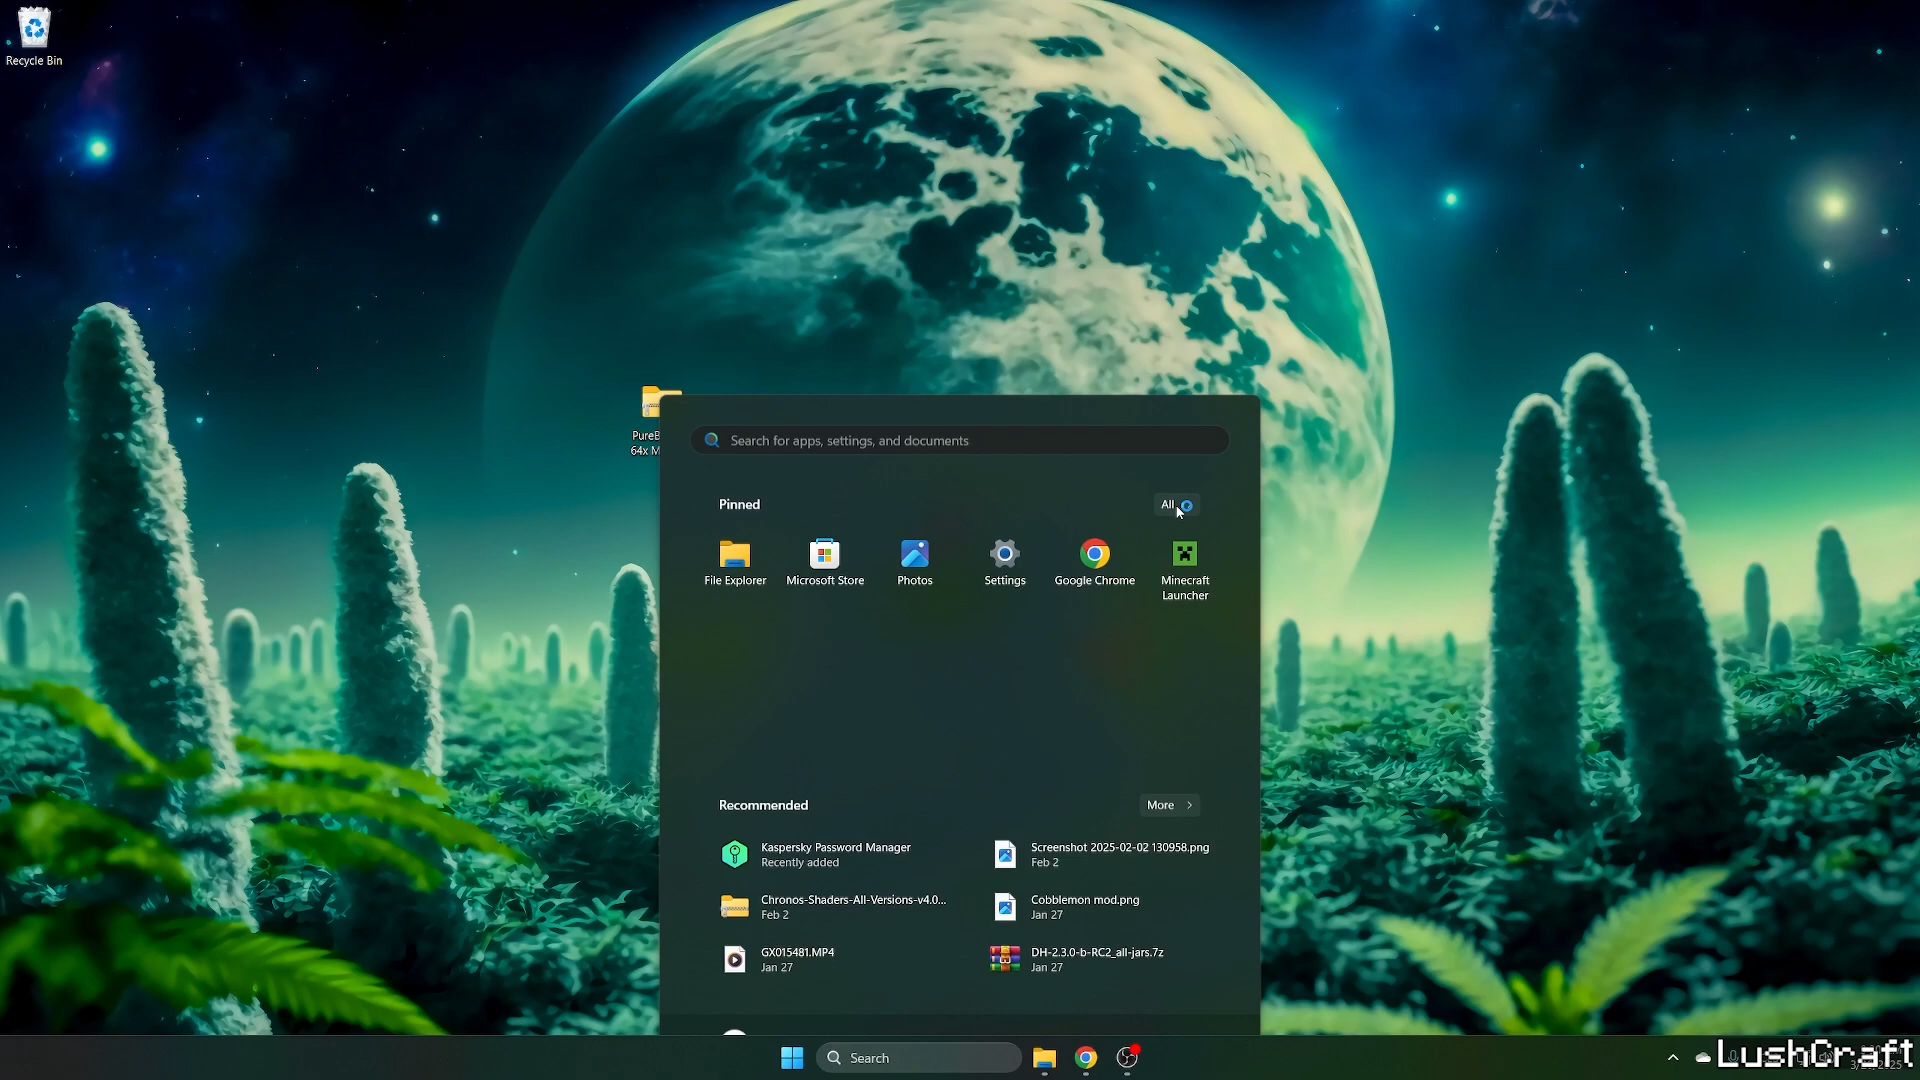 Recycle Bin
PureB
64x M
Search for apps, settings, and documents
Pinned
All
File Explorer
Microsoft Store
Photos
Settings
Google Chrome
Minecraft
Launcher
Recommended
More
Kaspersky Password Manager
Recently added
Screenshot 2025-02-02 130958.png
Feb 2
Chronos-Shaders-All-Versions-v4.0...
Feb 2
Cobblemon mod.png
Jan 27
GX015481.MP4
Jan 27
DH-2.3.0-b-RC2_all-jars.7z
Jan 27
Search
LushCraft